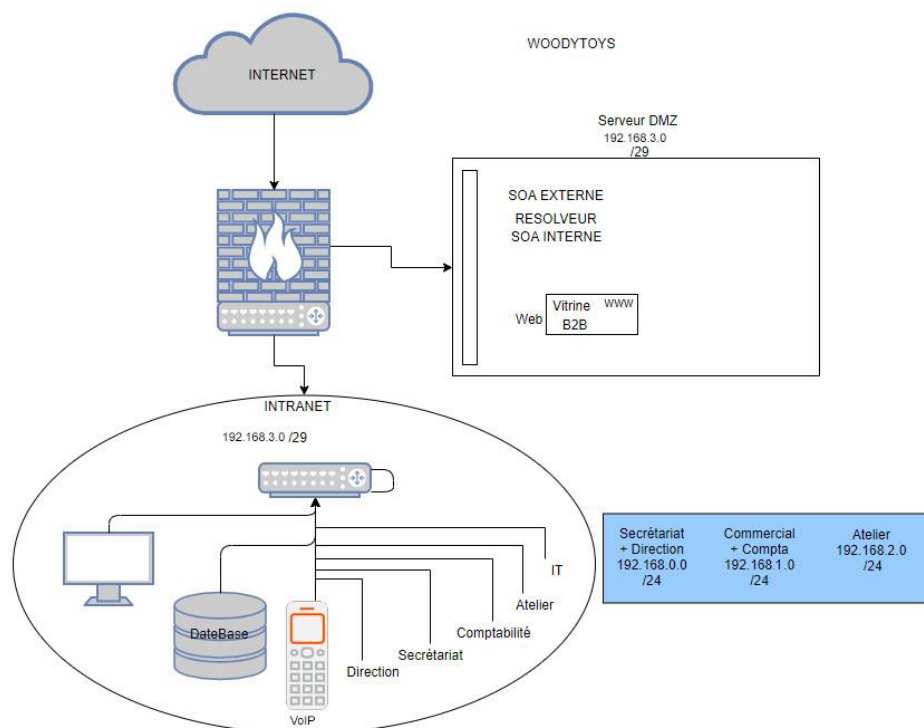 WOODYTOYS
INTERNET
Serveur DMZ
192.168.3.0
/29
SOA EXTERNE
RESOLVEUR
SOA INTERNE
Web
Vitrine WWW
B2B
INTRANET
192.168.3.0 /29
IT
Atelier
Comptabilité
Secrétariat
Direction
DateBase
VoIP
Secrétariat
+ Direction
192.168.0.0
/24
Commercial
+ Compta
192.168.1.0
/24
Atelier
192.168.2.0
/24